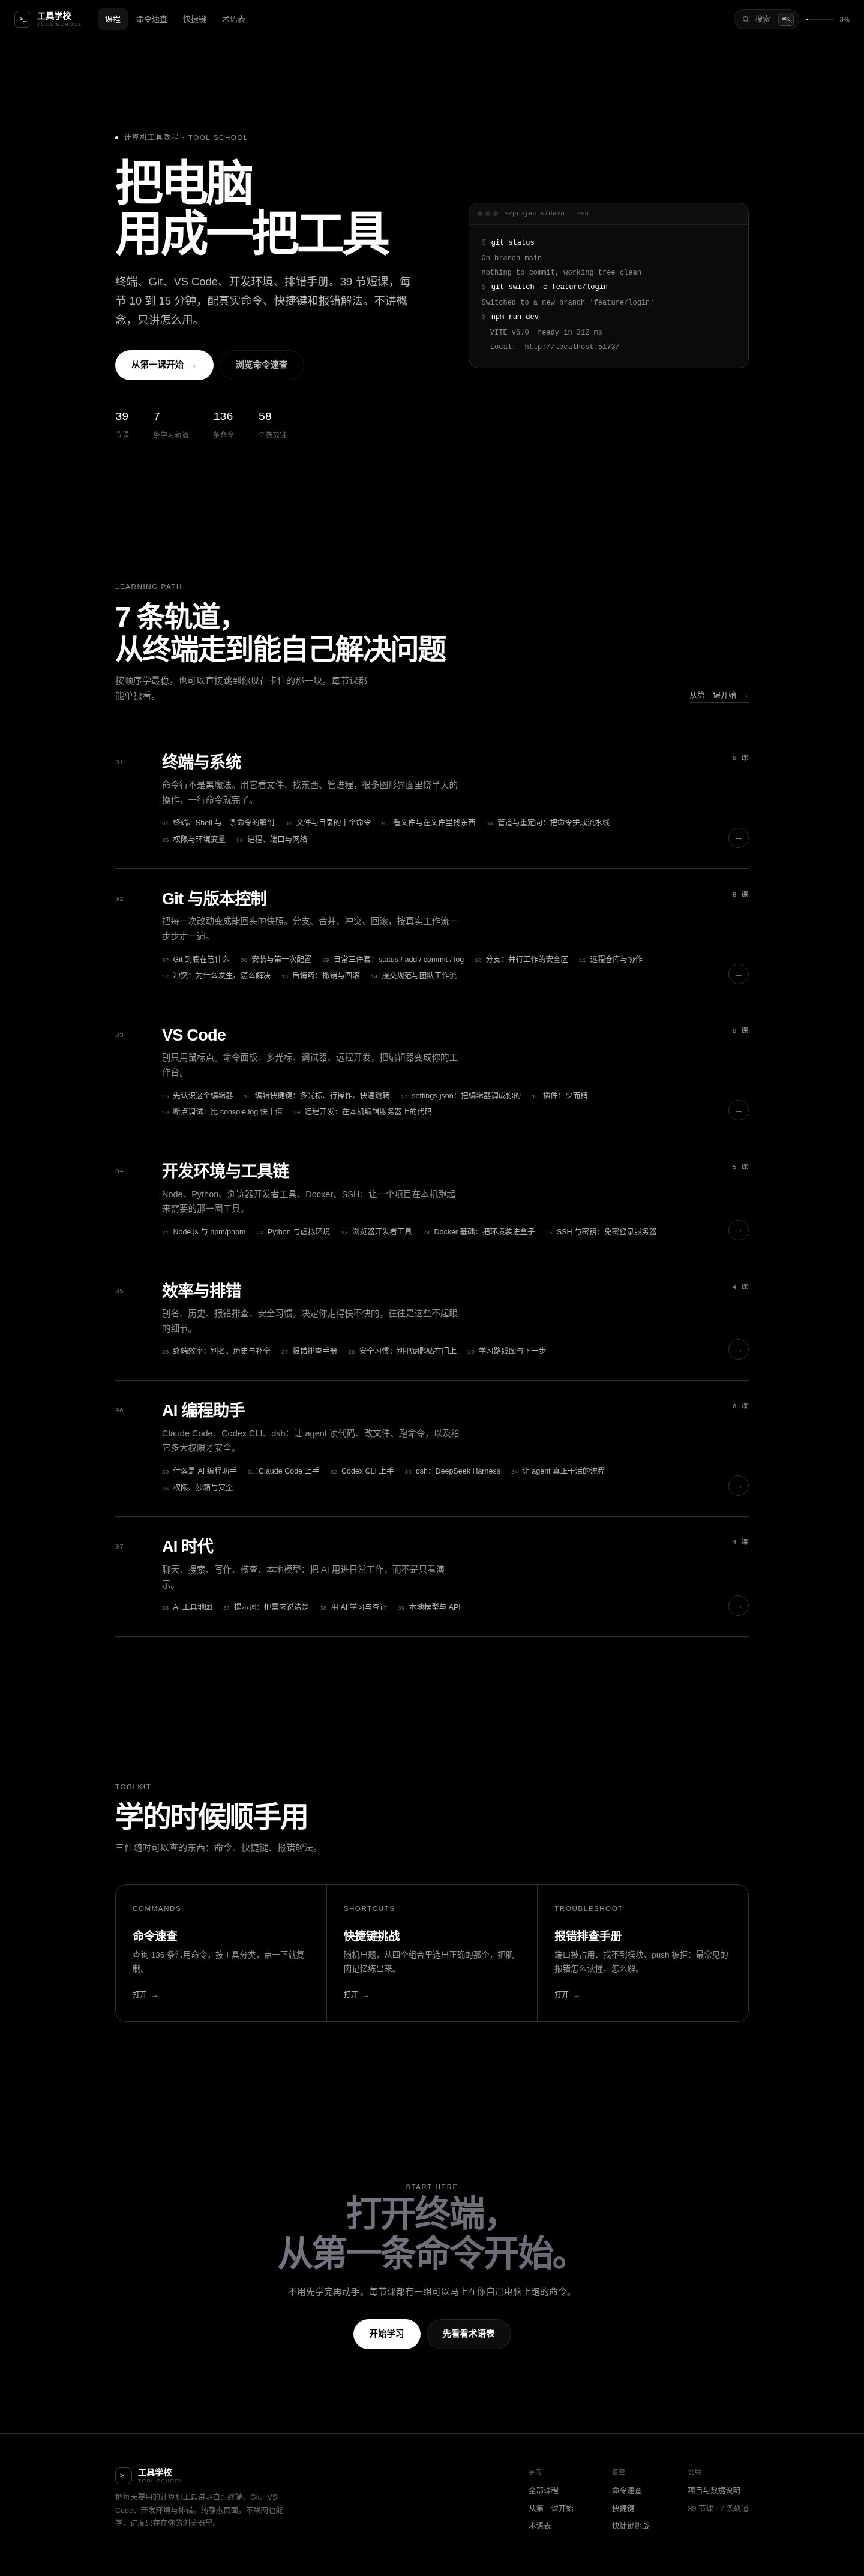 >_ 工具学校
TOOL SCHOOL
课程 命令速查 快捷键 术语表
搜索 ⌘K 3%
计算机工具教程 · TOOL SCHOOL
把电脑
用成一把工具
终端、Git、VS Code、开发环境、排错手册。39 节短课，每
节 10 到 15 分钟，配真实命令、快捷键和报错解法。不讲概
念，只讲怎么用。
从第一课开始 →
浏览命令速查
39 7 136 58
节课 条学习轨道 条命令 个快捷键
~/projects/demo - zsh
$ git status
On branch main
nothing to commit, working tree clean
$ git switch -c feature/login
Switched to a new branch 'feature/login'
$ npm run dev
VITE v6.0 ready in 312 ms
Local: http://localhost:5173/
LEARNING PATH
7 条轨道，
从终端走到能自己解决问题
按顺序学最稳，也可以直接跳到你现在卡住的那一块。每节课都
能单独看。
从第一课开始 →
01 终端与系统 6 课
命令行不是黑魔法。用它看文件、找东西、管进程，很多图形界面里绕半天的
操作，一行命令就完了。
01 终端、Shell 与一条命令的解剖 02 文件与目录的十个命令 03 看文件与在文件里找东西 04 管道与重定向：把命令拼成流水线
05 权限与环境变量 06 进程、端口与网络 →
02 Git 与版本控制 8 课
把每一次改动变成能回头的快照。分支、合并、冲突、回滚，按真实工作流一
步步走一遍。
07 Git 到底在管什么 08 安装与第一次配置 09 日常三件套：status / add / commit / log 10 分支：并行工作的安全区 11 远程仓库与协作
12 冲突：为什么发生、怎么解决 13 后悔药：撤销与回滚 14 提交规范与团队工作流 →
03 VS Code 6 课
别只用鼠标点。命令面板、多光标、调试器、远程开发，把编辑器变成你的工
作台。
15 先认识这个编辑器 16 编辑快捷键：多光标、行操作、快速跳转 17 settings.json：把编辑器调成你的 18 插件：少而精
19 断点调试：比 console.log 快十倍 20 远程开发：在本机编辑服务器上的代码 →
04 开发环境与工具链 5 课
Node、Python、浏览器开发者工具、Docker、SSH：让一个项目在本机跑起
来需要的那一圈工具。
21 Node.js 与 npm/pnpm 22 Python 与虚拟环境 23 浏览器开发者工具 24 Docker 基础：把环境装进盒子 25 SSH 与密钥：免密登录服务器 →
05 效率与排错 4 课
别名、历史、报错排查、安全习惯。决定你走得快不快的，往往是这些不起眼
的细节。
26 终端效率：别名、历史与补全 27 报错排查手册 28 安全习惯：别把钥匙贴在门上 29 学习路线图与下一步 →
06 AI 编程助手 6 课
Claude Code、Codex CLI、dsh：让 agent 读代码、改文件、跑命令，以及给
它多大权限才安全。
30 什么是 AI 编程助手 31 Claude Code 上手 32 Codex CLI 上手 33 dsh：DeepSeek Harness 34 让 agent 真正干活的流程
35 权限、沙箱与安全 →
07 AI 时代 4 课
聊天、搜索、写作、核查、本地模型：把 AI 用进日常工作，而不是只看演
示。
36 AI 工具地图 37 提示词：把需求说清楚 38 用 AI 学习与查证 39 本地模型与 API →
TOOLKIT
学的时候顺手用
三件随时可以查的东西：命令、快捷键、报错解法。
COMMANDS
命令速查
查询 136 条常用命令，按工具分类，点一下就复
制。
打开 →
SHORTCUTS
快捷键挑战
随机出题，从四个组合里选出正确的那个，把肌
肉记忆练出来。
打开 →
TROUBLESHOOT
报错排查手册
端口被占用、找不到模块、push 被拒：最常见的
报错怎么读懂、怎么解。
打开 →
START HERE
打开终端，
从第一条命令开始。
不用先学完再动手。每节课都有一组可以马上在你自己电脑上跑的命令。
开始学习 先看看术语表
>_ 工具学校
TOOL SCHOOL
把每天要用的计算机工具讲明白：终端、Git、VS
Code、开发环境与排错。纯静态页面，不联网也能
学，进度只存在你的浏览器里。
学习
全部课程
从第一课开始
术语表
速查
命令速查
快捷键
快捷键挑战
说明
项目与数据说明
39 节课 · 7 条轨道